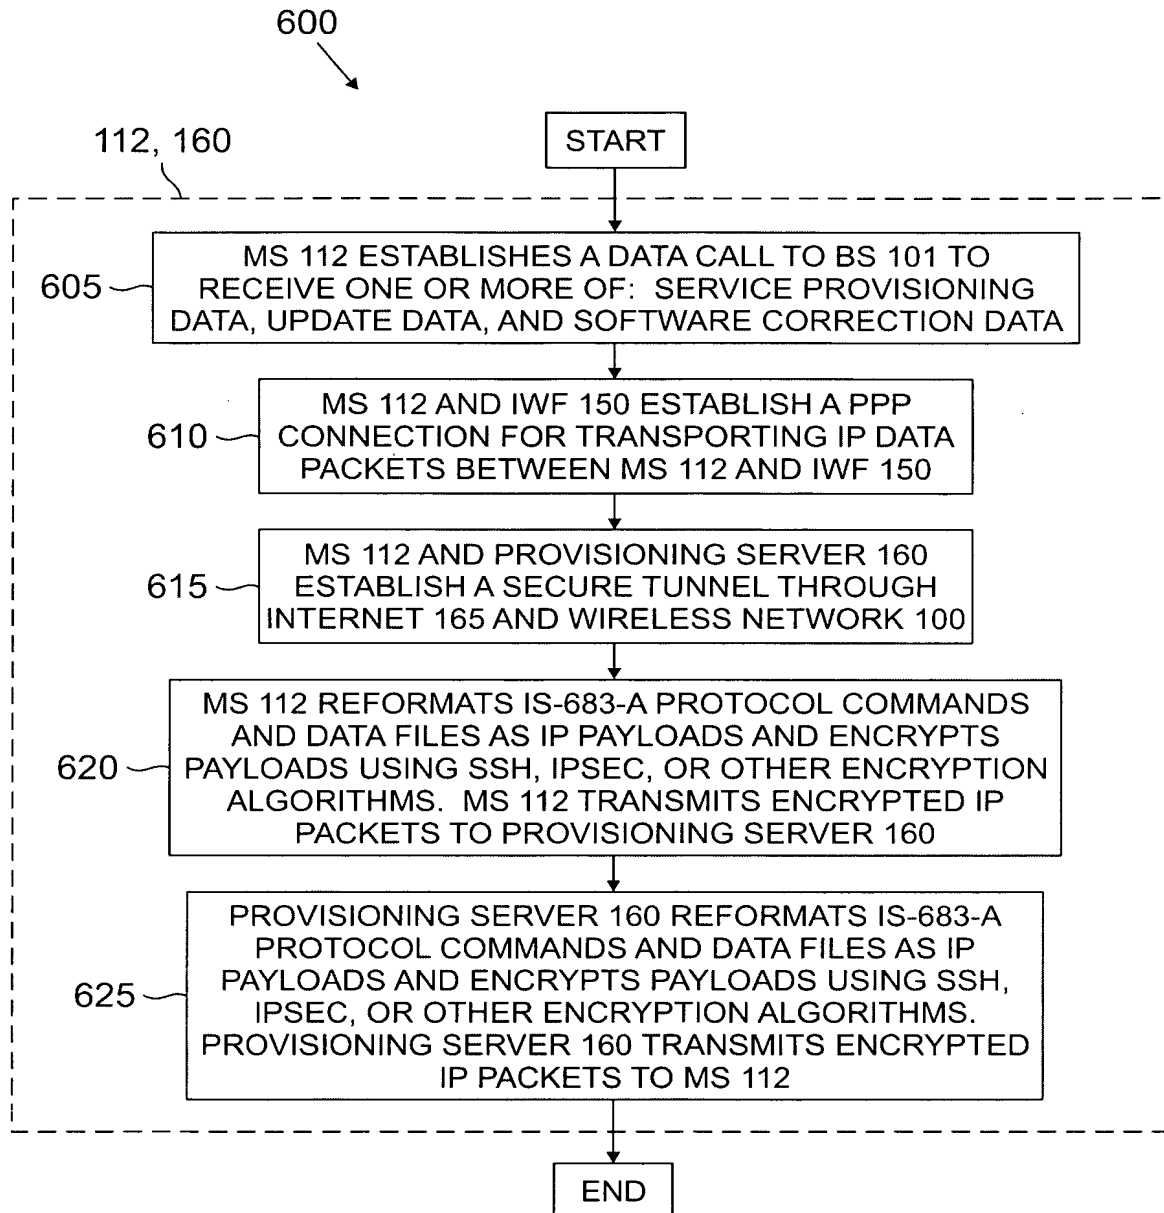 600
112, 160
START
605
MS 112 ESTABLISHES A DATA CALL TO BS 101 TO
RECEIVE ONE OR MORE OF: SERVICE PROVISIONING
DATA, UPDATE DATA, AND SOFTWARE CORRECTION DATA
610
MS 112 AND IWF 150 ESTABLISH A PPP
CONNECTION FOR TRANSPORTING IP DATA
PACKETS BETWEEN MS 112 AND IWF 150
615
MS 112 AND PROVISIONING SERVER 160
ESTABLISH A SECURE TUNNEL THROUGH
INTERNET 165 AND WIRELESS NETWORK 100
620
MS 112 REFORMATS IS-683-A PROTOCOL COMMANDS
AND DATA FILES AS IP PAYLOADS AND ENCRYPTS
PAYLOADS USING SSH, IPSEC, OR OTHER ENCRYPTION
ALGORITHMS. MS 112 TRANSMITS ENCRYPTED IP
PACKETS TO PROVISIONING SERVER 160
625
PROVISIONING SERVER 160 REFORMATS IS-683-A
PROTOCOL COMMANDS AND DATA FILES AS IP
PAYLOADS AND ENCRYPTS PAYLOADS USING SSH,
IPSEC, OR OTHER ENCRYPTION ALGORITHMS.
PROVISIONING SERVER 160 TRANSMITS ENCRYPTED
IP PACKETS TO MS 112
END